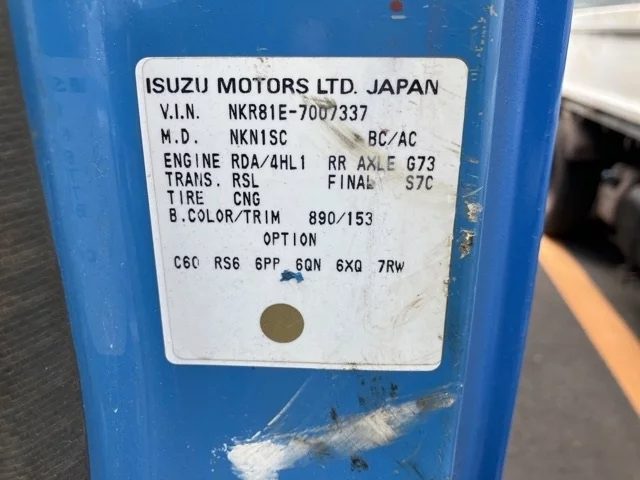 ISUZU MOTORS LTD. JAPAN
V.I.N. NKR81E-7007337
M.D. NKN1SC BC/AC
ENGINE RDA/4HL1 RR AXLE G73
TRANS. RSL FINAL S7C
TIRE CNG
B.COLOR/TRIM 890/153
OPTION
C60 RS6 6PP 6QN 6XQ 7RW